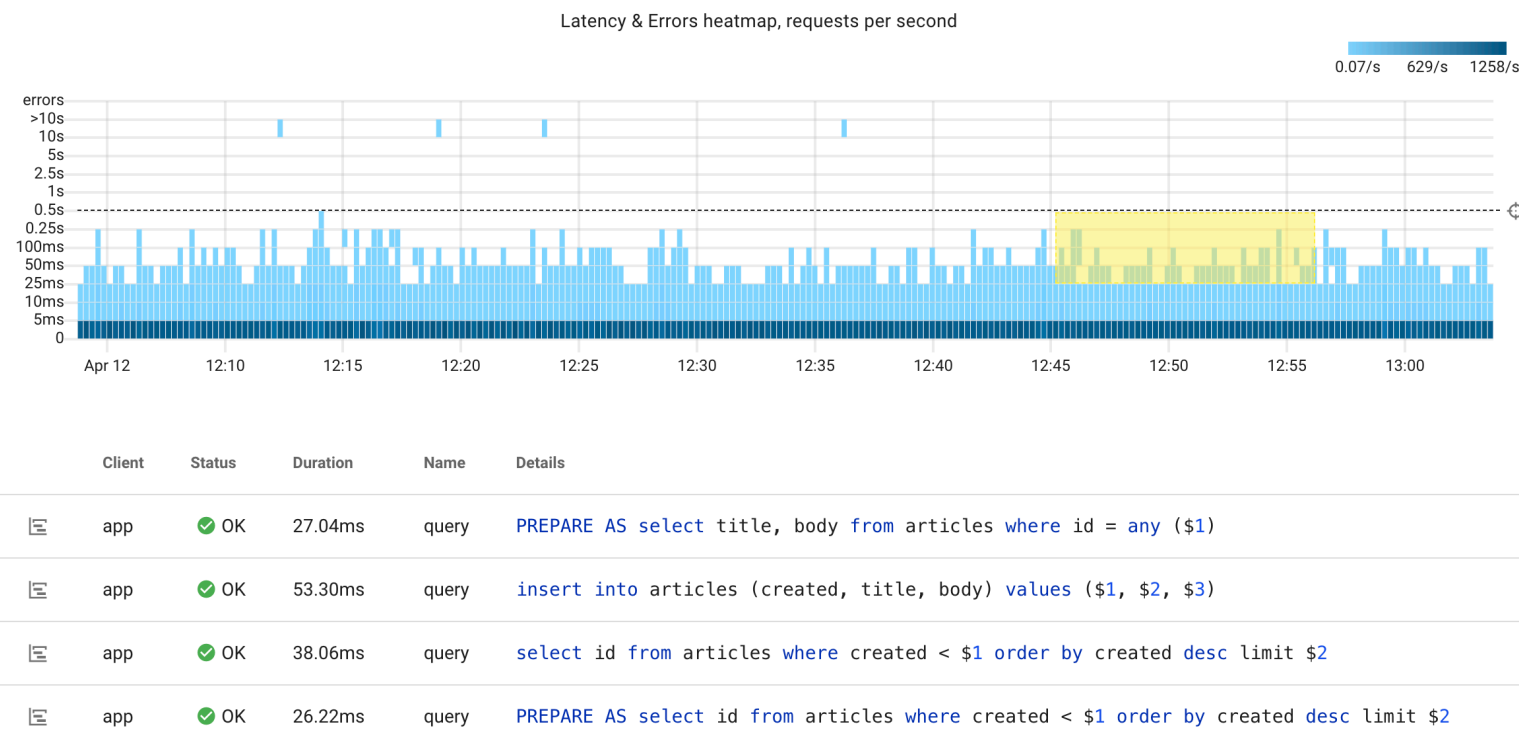 Latency & Errors heatmap, requests per second
0.07/s 629/s 1258/s
errors
>10s
10s
5s
2.5s
1s
0.5s
0.25s
100ms
50ms
25ms
10ms
5ms
0
Apr 12 12:10 12:15 12:20 12:25 12:30 12:35 12:40 12:45 12:50 12:55 13:00
Client Status Duration Name Details
app OK 27.04ms query PREPARE AS select title, body from articles where id = any ($1)
app OK 53.30ms query insert into articles (created, title, body) values ($1, $2, $3)
app OK 38.06ms query select id from articles where created < $1 order by created desc limit $2
app OK 26.22ms query PREPARE AS select id from articles where created < $1 order by created desc limit $2